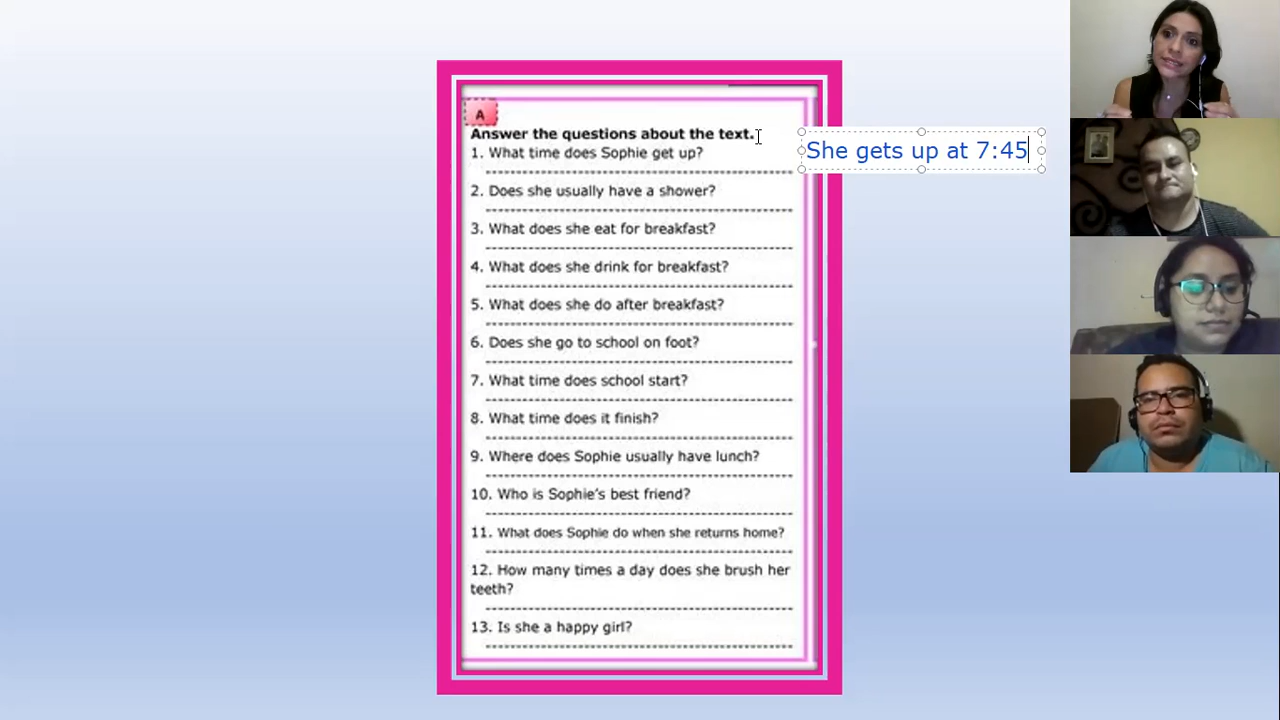 A
Answer the questions about the text.
1. What time does Sophie get up?
She gets up at 7:45
2. Does she usually have a shower?
3. What does she eat for breakfast?
4. What does she drink for breakfast?
5. What does she do after breakfast?
6. Does she go to school on foot?
7. What time does school start?
8. What time does it finish?
9. Where does Sophie usually have lunch?
10. Who is Sophie's best friend?
11. What does Sophie do when she returns home?
12. How many times a day does she brush her
teeth?
13. Is she a happy girl?